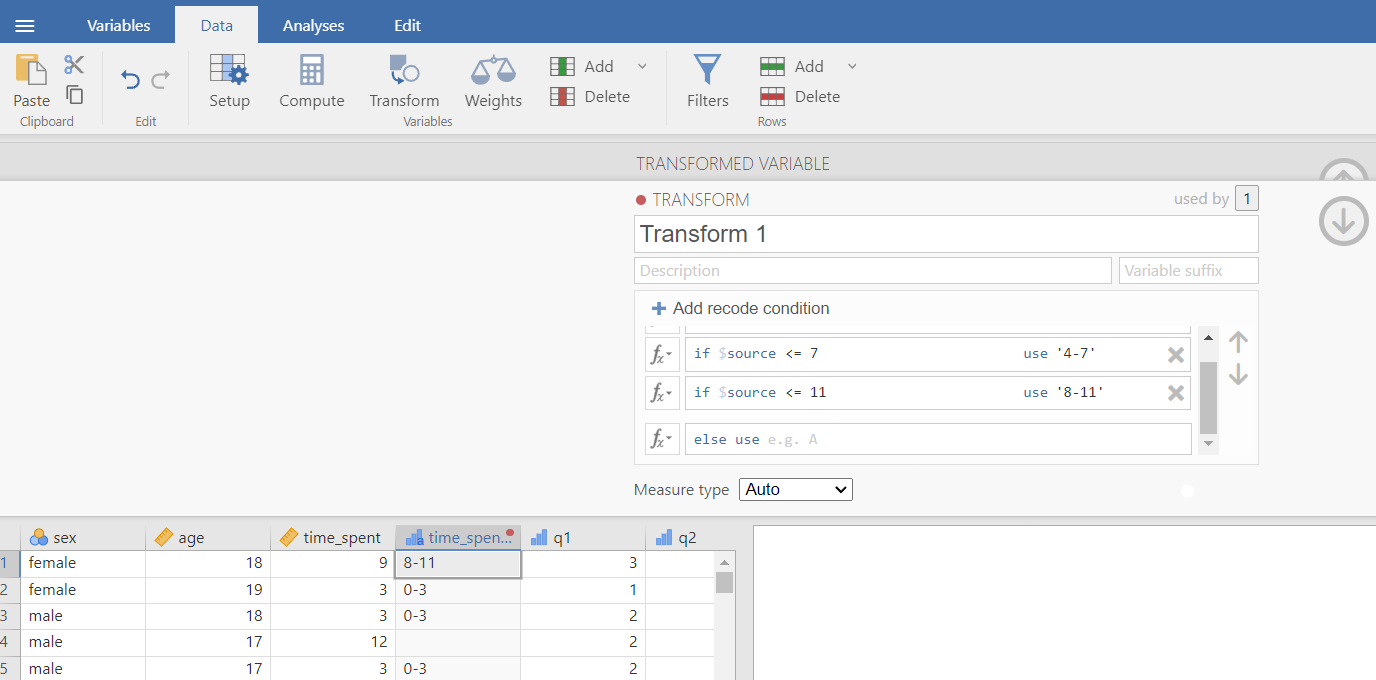 Variables Data Analyses Edit
Paste Setup Compute Transform Weights Add Delete Filters Add Delete
Clipboard Edit Variables Rows
TRANSFORMED VARIABLE
TRANSFORM used by 1
Transform 1
Description Variable suffix
Add recode condition
fx if $source <= 7 use '4-7'
fx if $source <= 11 use '8-11'
fx else use e.g. A
Measure type Auto
sex age time_spent time_spen... q1 q2
1 female 18 9 8-11 3
2 female 19 3 0-3 1
3 male 18 3 0-3 2
4 male 17 12 2
5 male 17 3 0-3 2